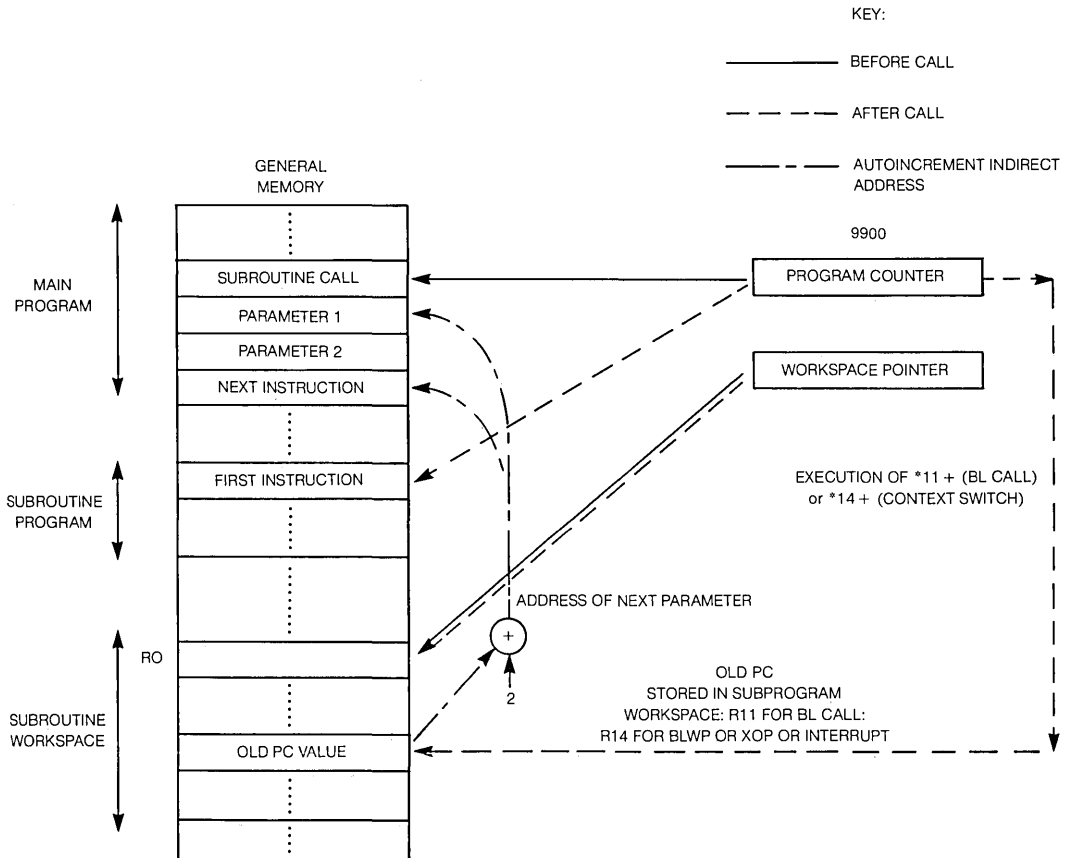 KEY:
BEFORE CALL
AFTER CALL
AUTOINCREMENT INDIRECT
ADDRESS
GENERAL
MEMORY
9900
MAIN
PROGRAM
SUBROUTINE CALL
PROGRAM COUNTER
PARAMETER 1
PARAMETER 2
WORKSPACE POINTER
NEXT INSTRUCTION
SUBROUTINE
PROGRAM
FIRST INSTRUCTION
EXECUTION OF *11 + (BL CALL)
or *14 + (CONTEXT SWITCH)
ADDRESS OF NEXT PARAMETER
+
2
RO
SUBROUTINE
WORKSPACE
OLD PC
STORED IN SUBPROGRAM
WORKSPACE: R11 FOR BL CALL:
R14 FOR BLWP OR XOP OR INTERRUPT
OLD PC VALUE